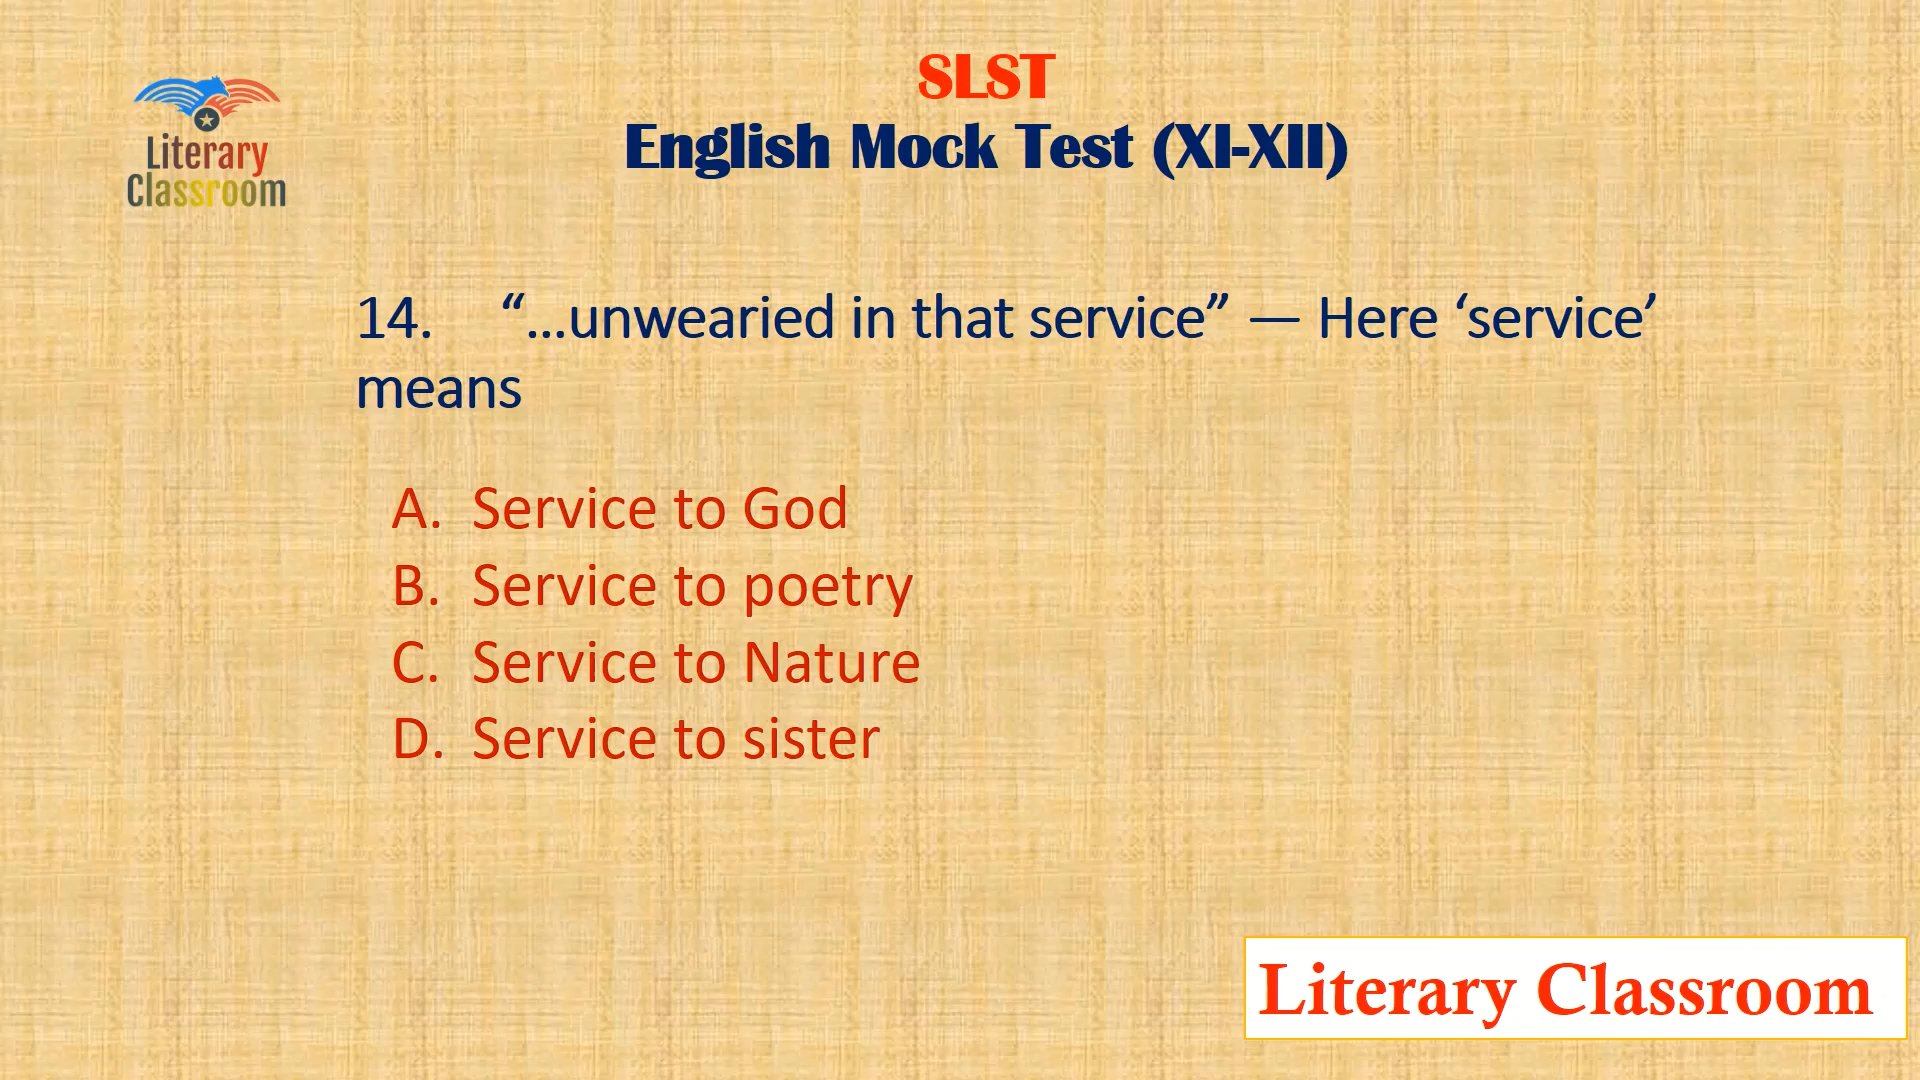 SLST
English Mock Test (XI-XII)
Literary
Classroom
14. “...unwearied in that service” — Here ‘service’
means
A. Service to God
B. Service to poetry
C. Service to Nature
D. Service to sister
Literary Classroom